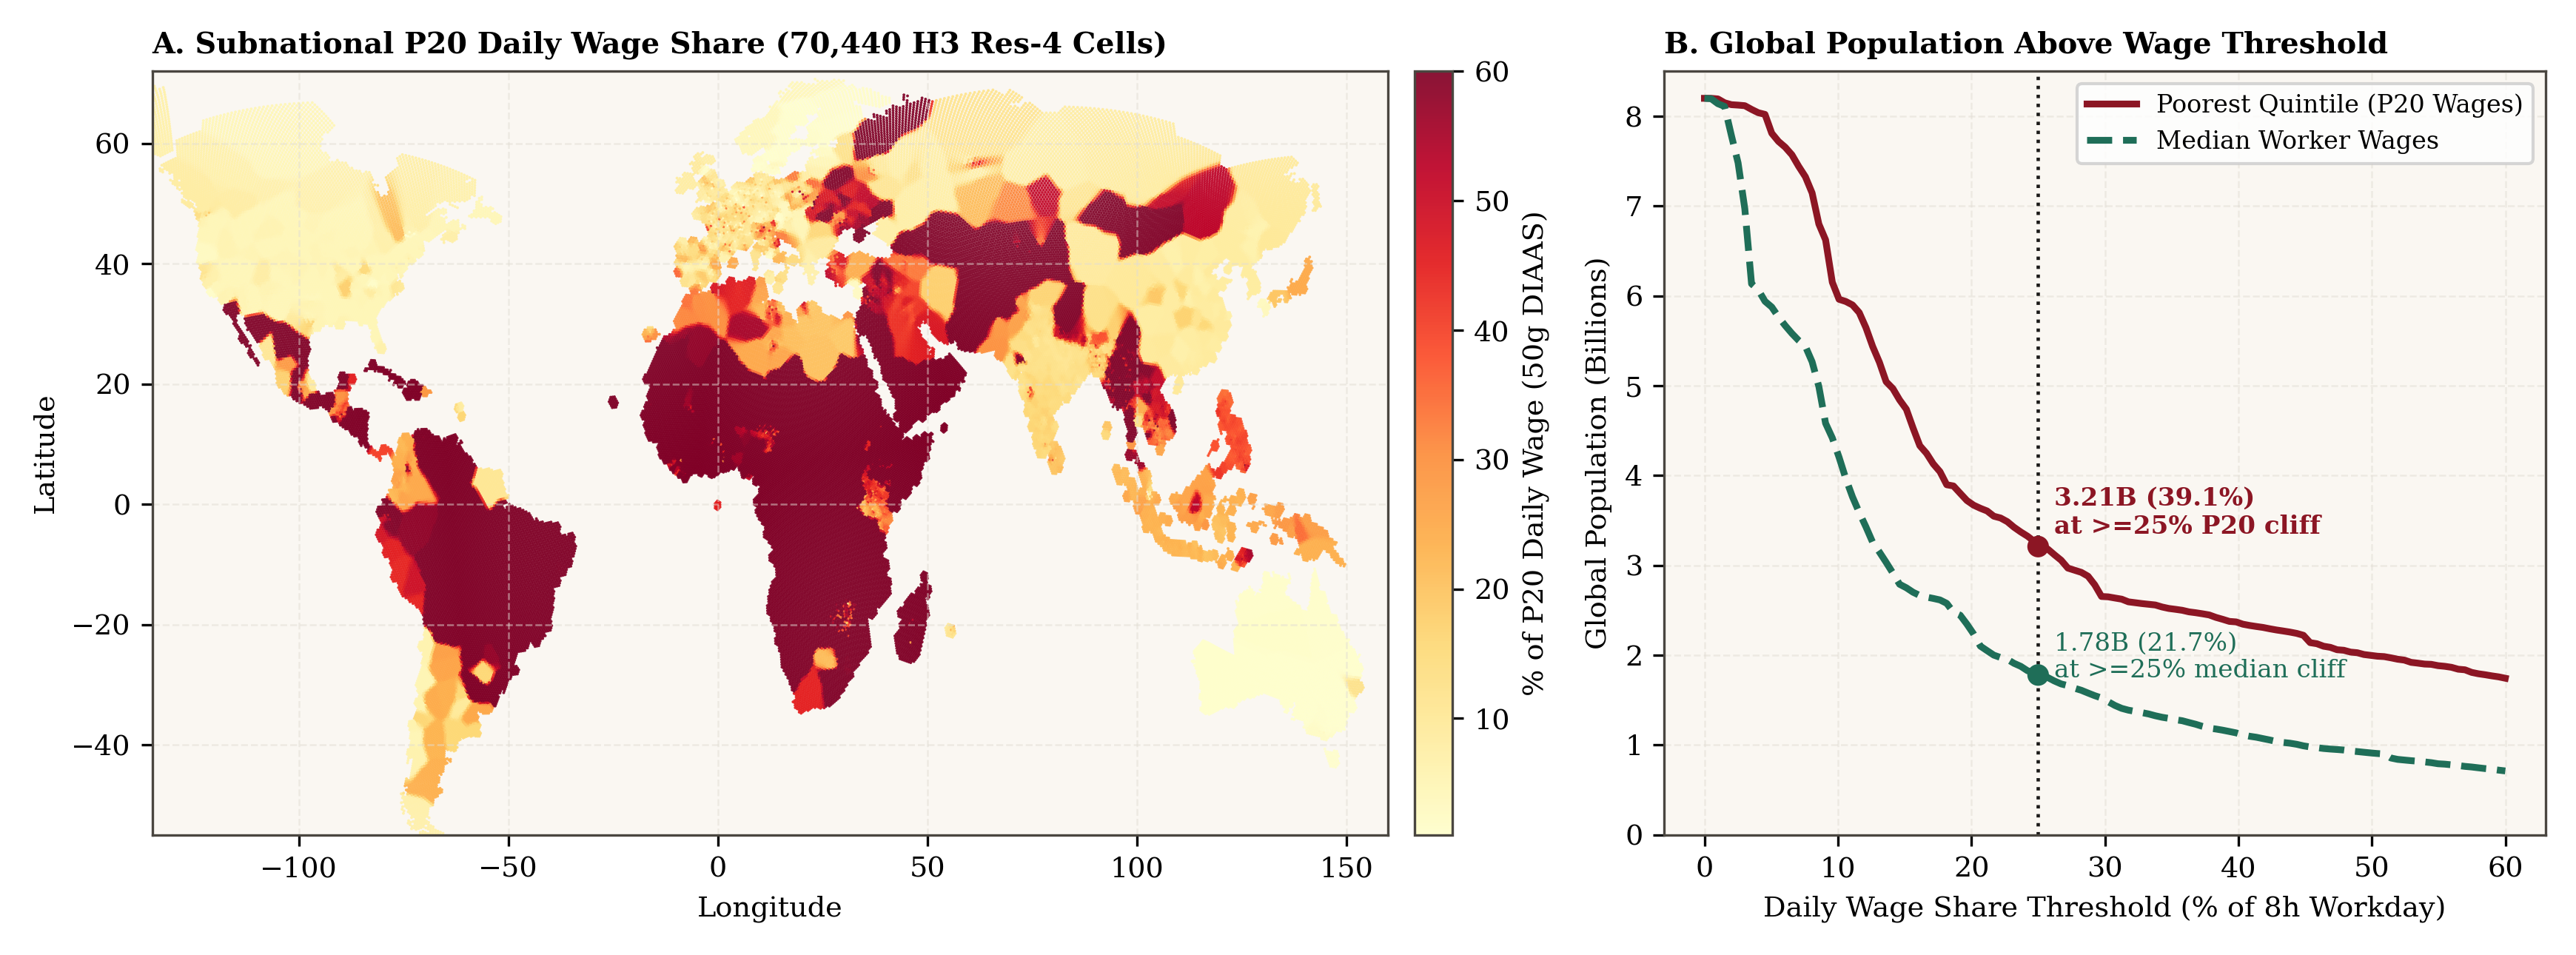 A. Subnational P20 Daily Wage Share (70,440 H3 Res-4 Cells)
Latitude
60
40
20
0
−20
−40
−100
−50
0
50
100
150
Longitude
60
50
40
30
20
10
% of P20 Daily Wage (50g DIAAS)
B. Global Population Above Wage Threshold
Poorest Quintile (P20 Wages)
Median Worker Wages
Global Population (Billions)
8
7
6
5
4
3
2
1
0
3.21B (39.1%)
at >=25% P20 cliff
1.78B (21.7%)
at >=25% median cliff
0
10
20
30
40
50
60
Daily Wage Share Threshold (% of 8h Workday)